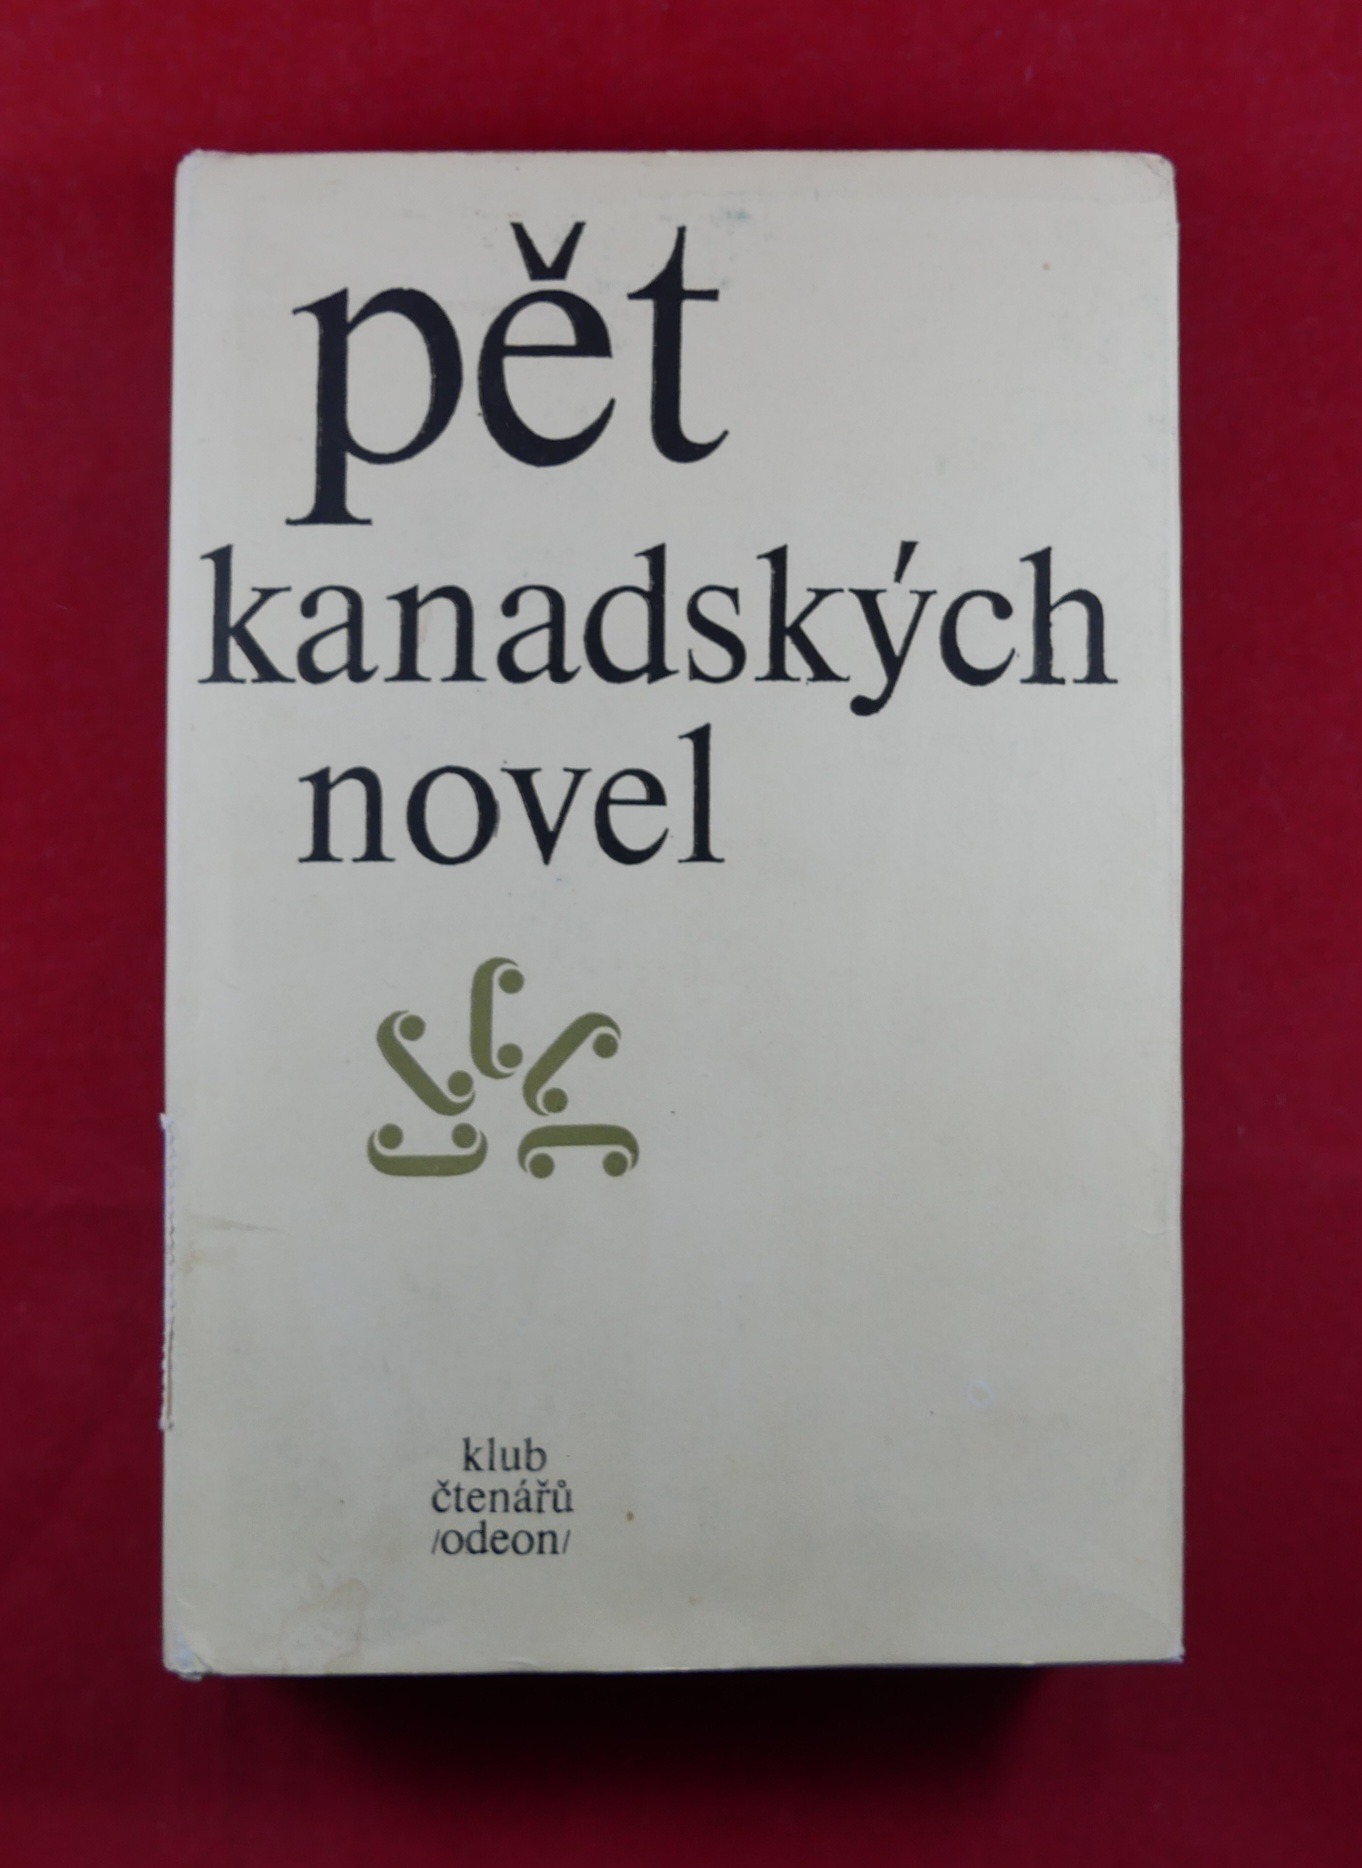 pět
kanadských
novel
klub
čtenářů
/odeon/